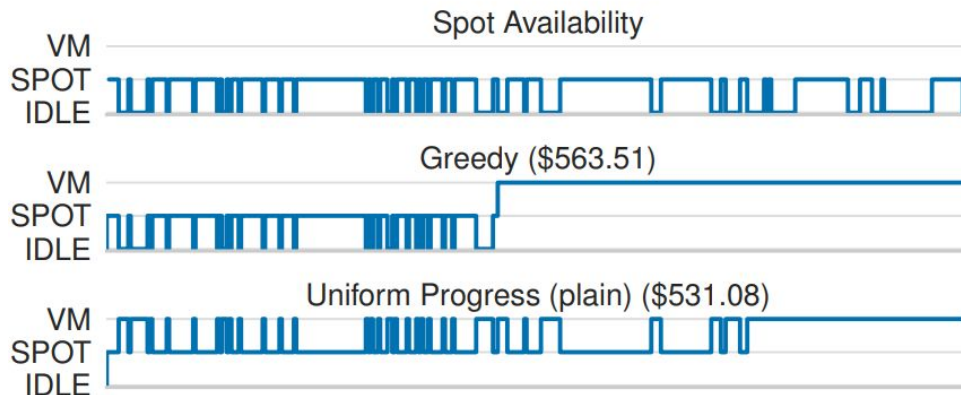 Spot Availability
VM
SPOT
IDLE
Greedy ($563.51)
VM
SPOT
IDLE
Uniform Progress (plain) ($531.08)
VM
SPOT
IDLE